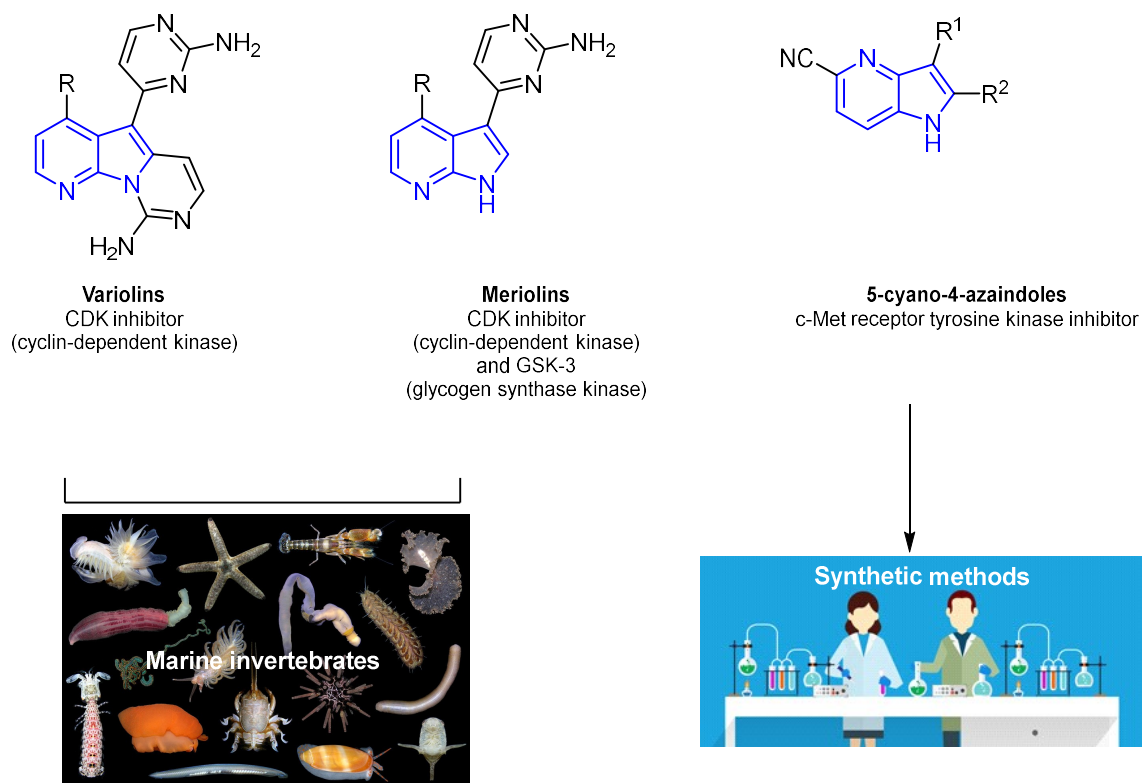 N
N
NH2
R
N
N
N
H2N
N
N
NH2
R
N
N
H
NC
N
R1
R2
N
H
Variolins
CDK inhibitor
(cyclin-dependent kinase)
Meriolins
CDK inhibitor
(cyclin-dependent kinase)
and GSK-3
(glycogen synthase kinase)
5-cyano-4-azaindoles
c-Met receptor tyrosine kinase inhibitor
Marine invertebrates
Synthetic methods